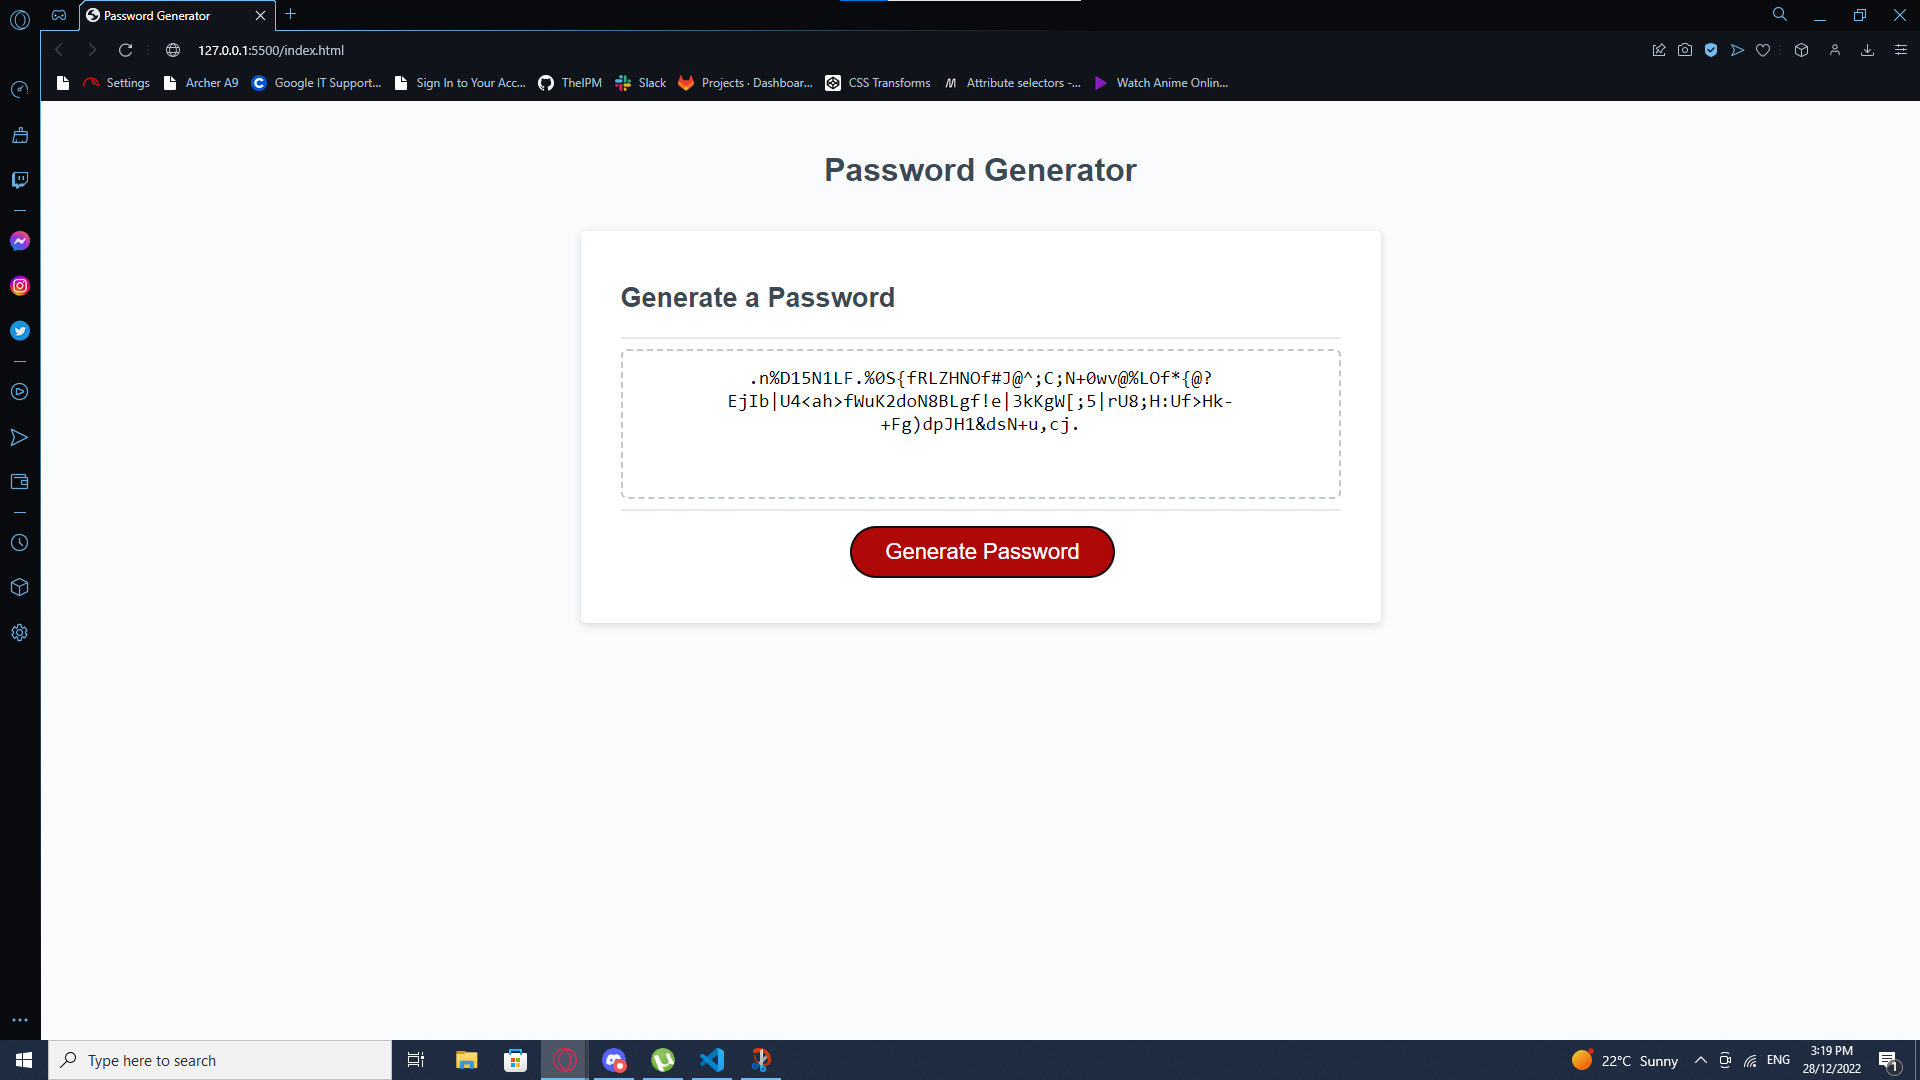 Password Generator
127.0.0.1:5500/index.html
Settings
Archer A9
Google IT Support...
Sign In to Your Acc...
TheIPM
Slack
Projects · Dashboar...
CSS Transforms
Attribute selectors -...
Watch Anime Onlin...
Password Generator
Generate a Password
.n%D15N1LF.%0S{fRLZHNOf#J@^;C;N+0wv@%LOf*{@?
EjIb|U4<ah>fWuK2doN8BLgf!e|3kKgW[;5|rU8;H:Uf>Hk-
+Fg)dpJH1&dsN+u,cj.
Generate Password
Type here to search
22°C Sunny
ENG
3:19 PM
28/12/2022
1